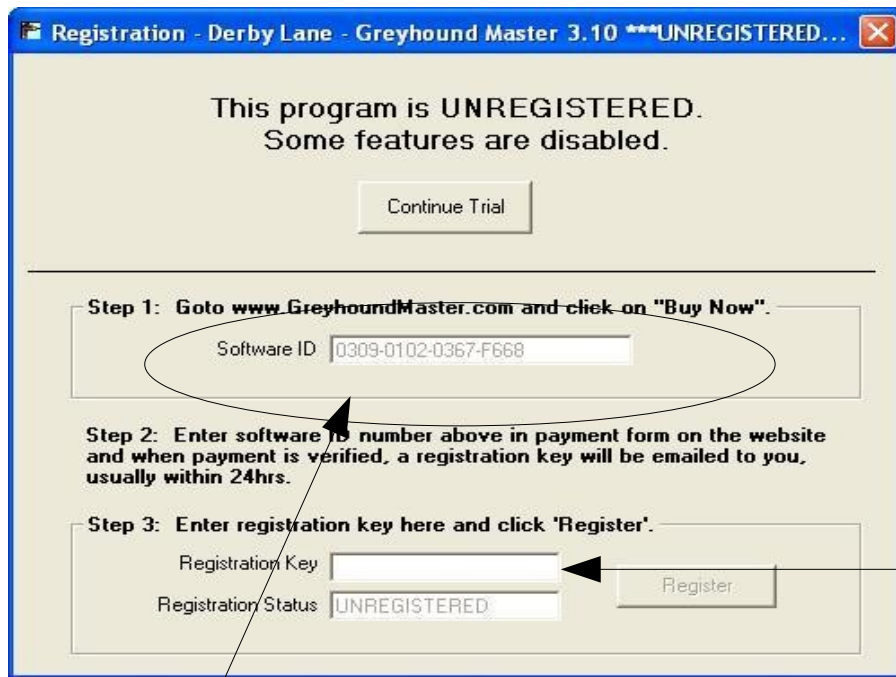 Registration - Derby Lane - Greyhound Master 3.10 ***UNREGISTERED...
This program is UNREGISTERED.
Some features are disabled.
Continue Trial
Step 1: Goto www.GreyhoundMaster.com and click on "Buy Now".
Software ID 0309-0102-0367-F668
Step 2: Enter software ID number above in payment form on the website
and when payment is verified, a registration key will be emailed to you,
usually within 24hrs.
Step 3: Enter registration key here and click 'Register'.
Registration Key
Register
Registration Status UNREGISTERED